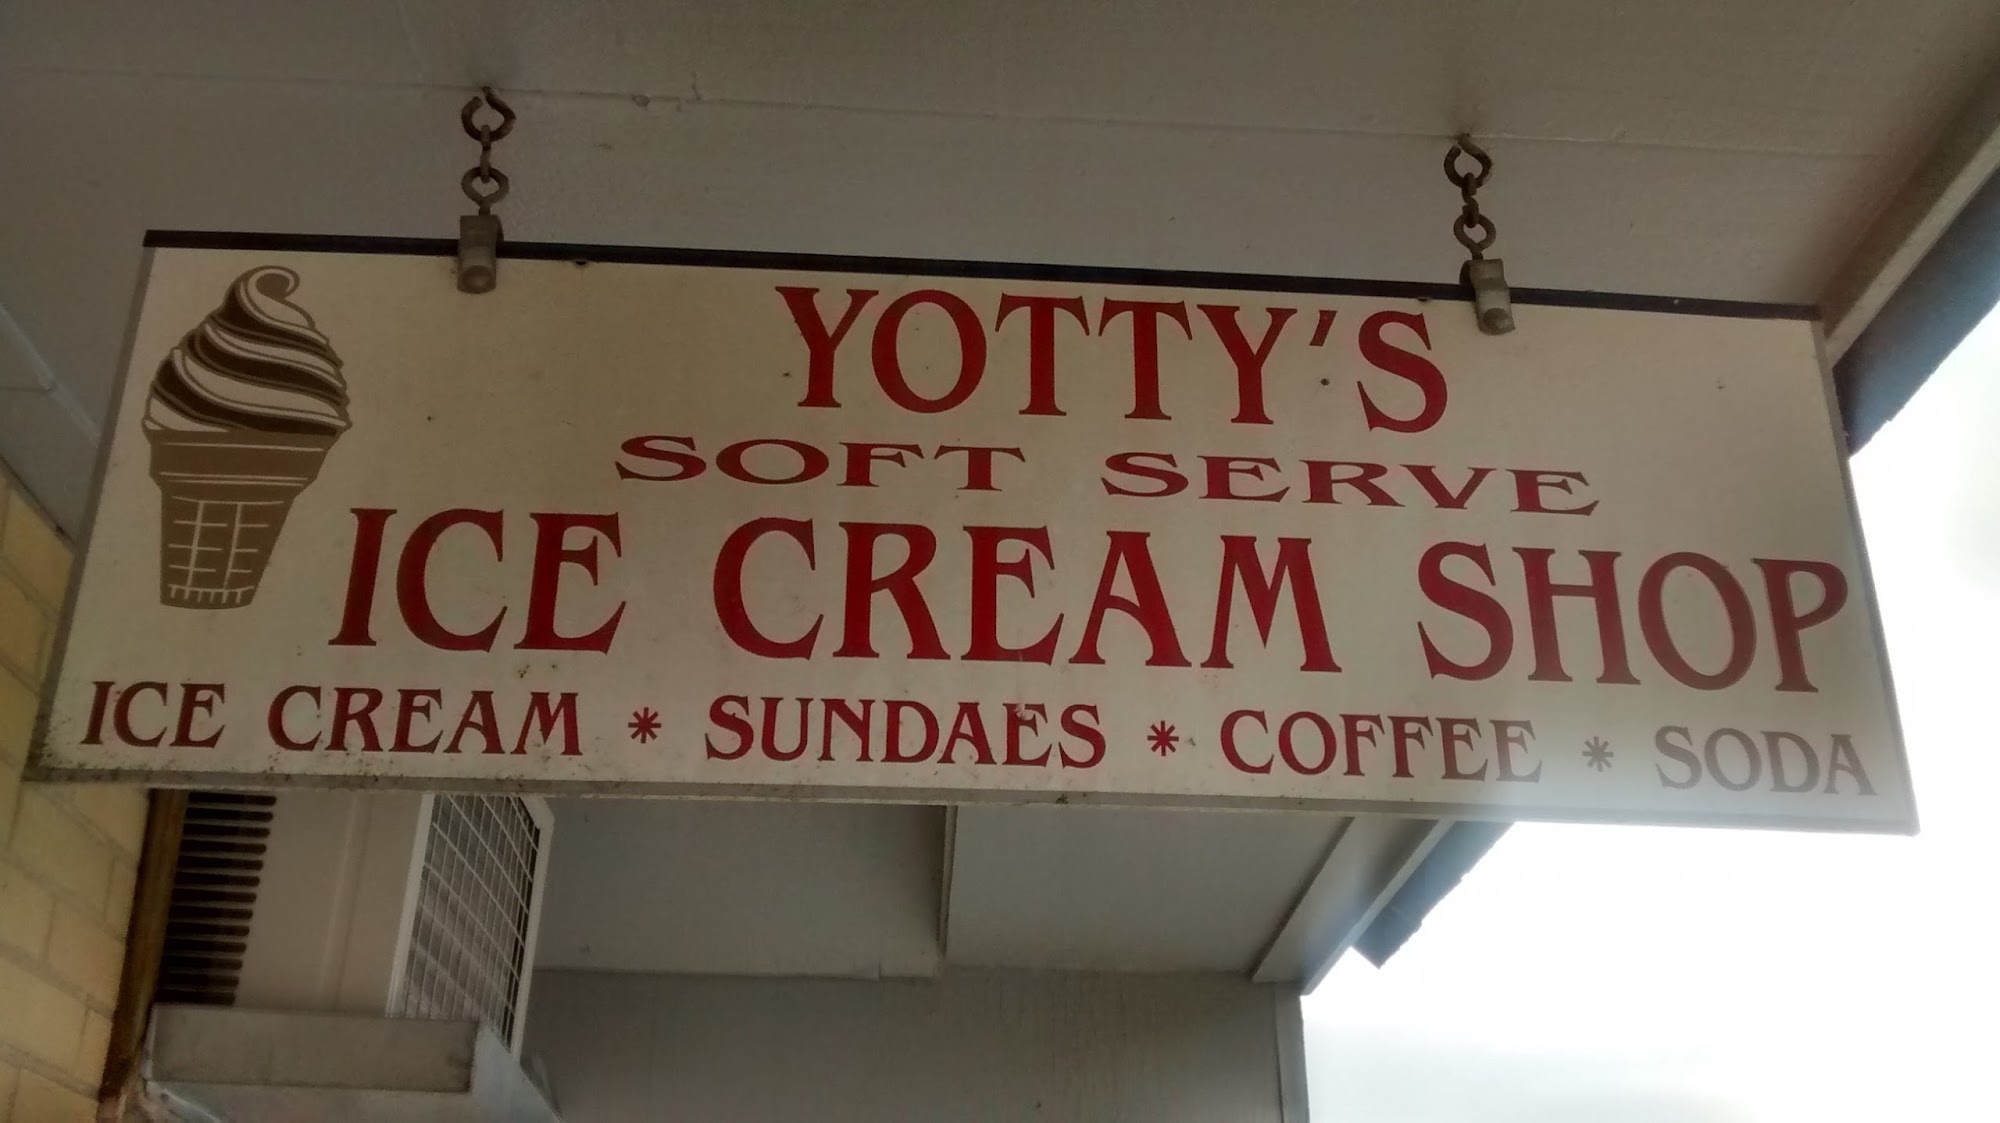 YOTTY'S
SOFT SERVE
ICE CREAM SHOP
ICE CREAM * SUNDAES * COFFEE * SODA